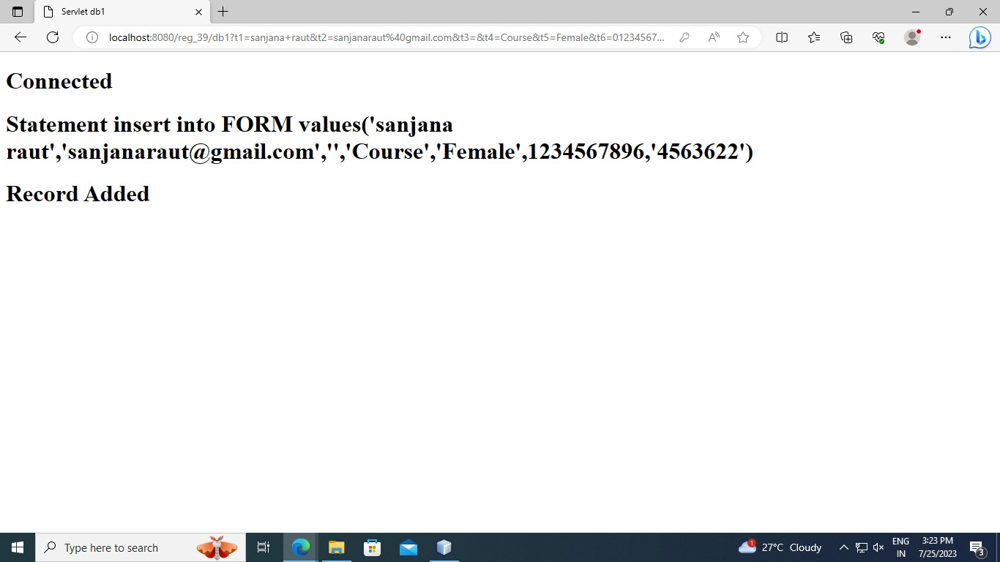 Servlet db1
localhost:8080/reg_39/db1?t1=sanjana+raut&t2=sanjanaraut%40gmail.com&t3=&t4=Course&t5=Female&t6=01234567...
Connected
Statement insert into FORM values('sanjana
raut','sanjanaraut@gmail.com','','Course','Female',1234567896,'4563622')
Record Added
Type here to search
1
27°C Cloudy
ENG
IN
3:23 PM
7/25/2023
3